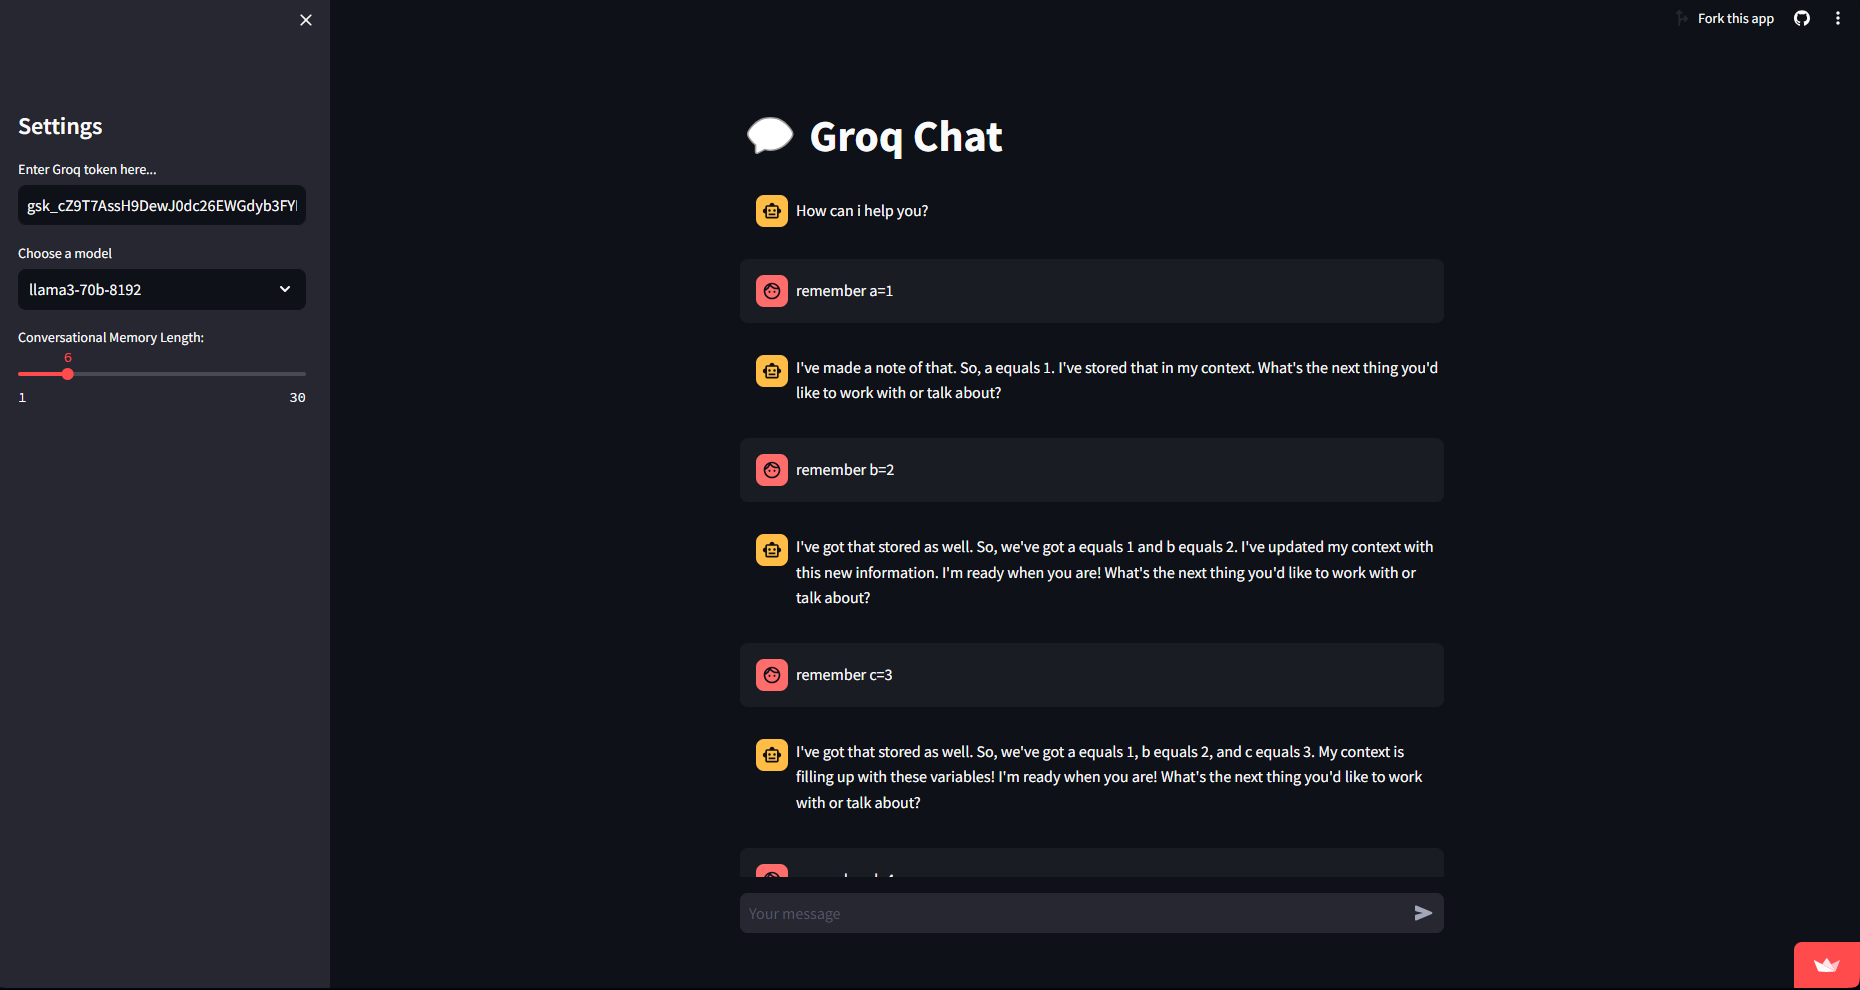 Fork this app
Settings
Enter Groq token here...
gsk_cZ9T7AssH9DewJ0dc26EWGdyb3FY
Choose a model
llama3-70b-8192
Conversational Memory Length:
6
1 30
Groq Chat
How can i help you?
remember a=1
I've made a note of that. So, a equals 1. I've stored that in my context. What's the next thing you'd
like to work with or talk about?
remember b=2
I've got that stored as well. So, we've got a equals 1 and b equals 2. I've updated my context with
this new information. I'm ready when you are! What's the next thing you'd like to work with or
talk about?
remember c=3
I've got that stored as well. So, we've got a equals 1, b equals 2, and c equals 3. My context is
filling up with these variables! I'm ready when you are! What's the next thing you'd like to work
with or talk about?
Your message